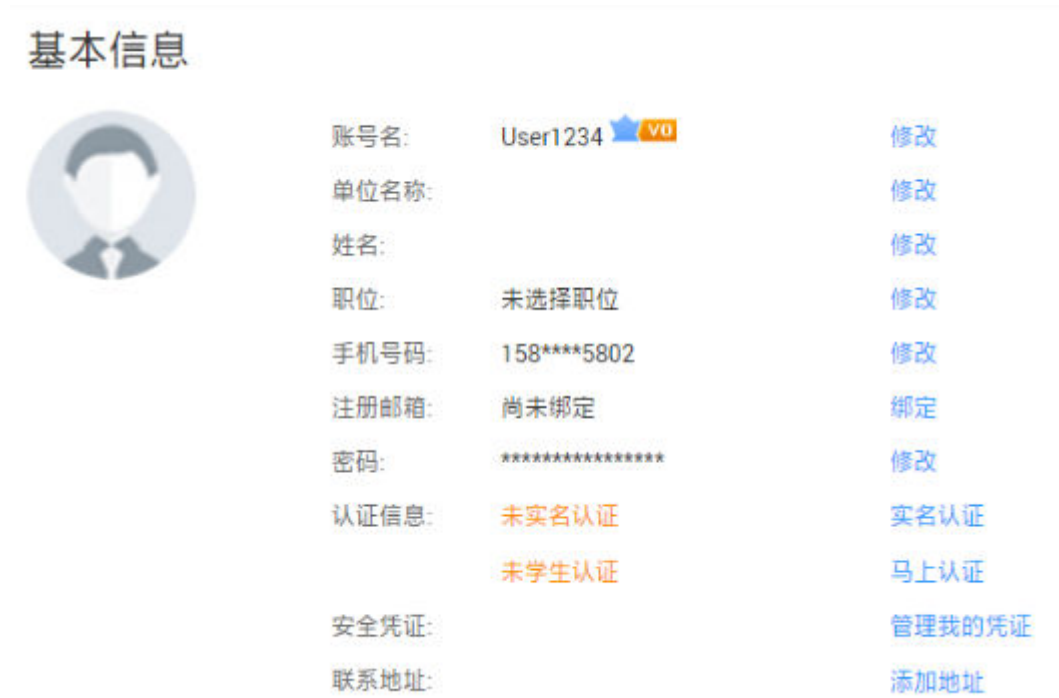 基本信息
账号名: User1234 V0 修改
单位名称: 修改
姓名: 修改
职位: 未选择职位 修改
手机号码: 158****5802 修改
注册邮箱: 尚未绑定 绑定
密码: **************** 修改
认证信息: 未实名认证 实名认证
未学生认证 马上认证
安全凭证: 管理我的凭证
联系地址: 添加地址